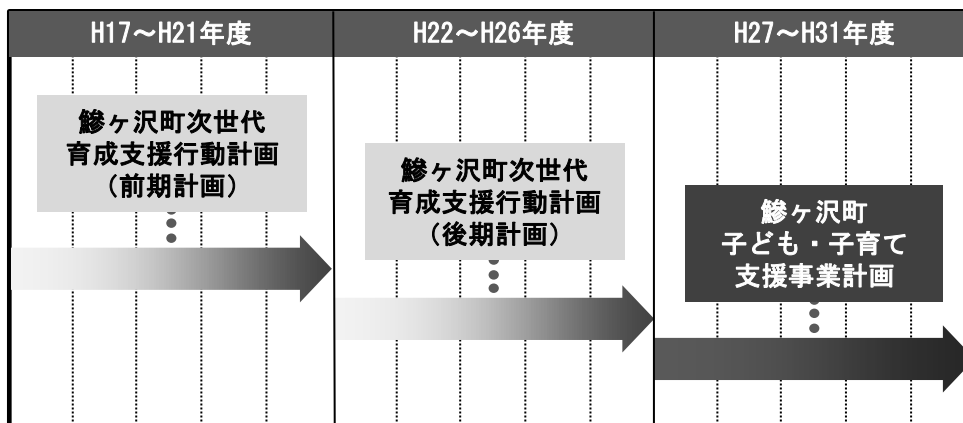 H17～H21年度
H22～H26年度
H27～H31年度
鰺ヶ沢町次世代
育成支援行動計画
（前期計画）
鰺ヶ沢町次世代
育成支援行動計画
（後期計画）
鰺ヶ沢町
子ども・子育て
支援事業計画